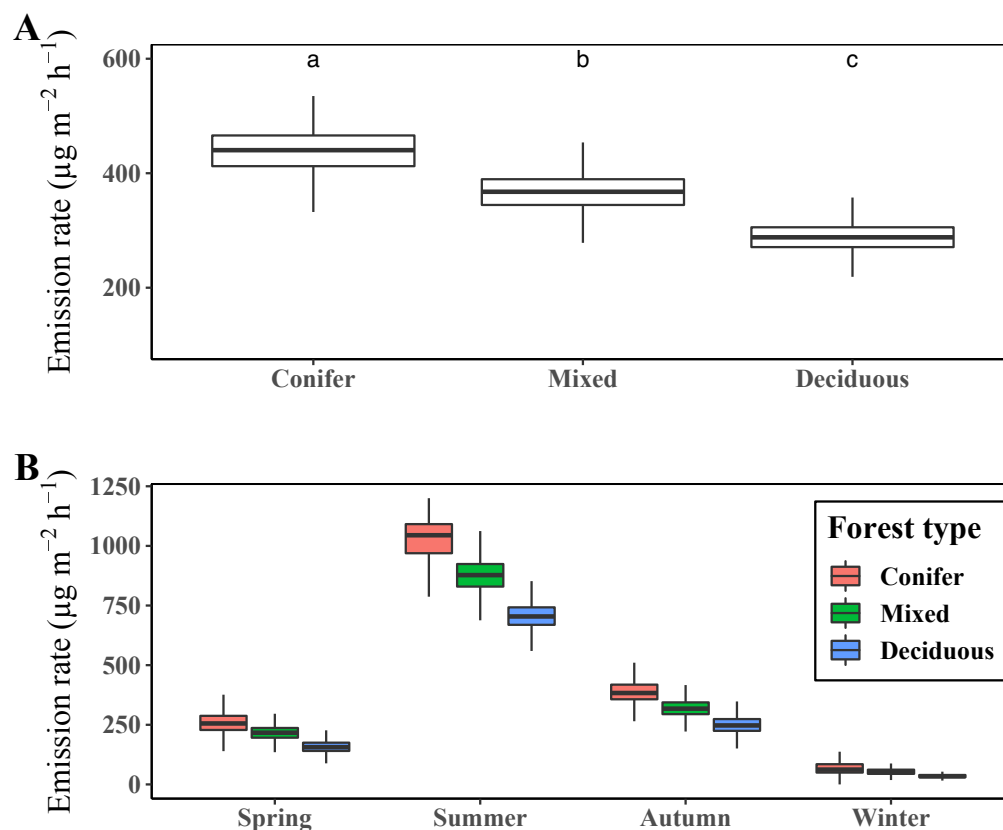 A
Emission rate (µg m⁻² h⁻¹)
600
400
200
a
b
c
Conifer
Mixed
Deciduous
B
Emission rate (µg m⁻² h⁻¹)
1250
1000
750
500
250
0
Forest type
Conifer
Mixed
Deciduous
Spring
Summer
Autumn
Winter